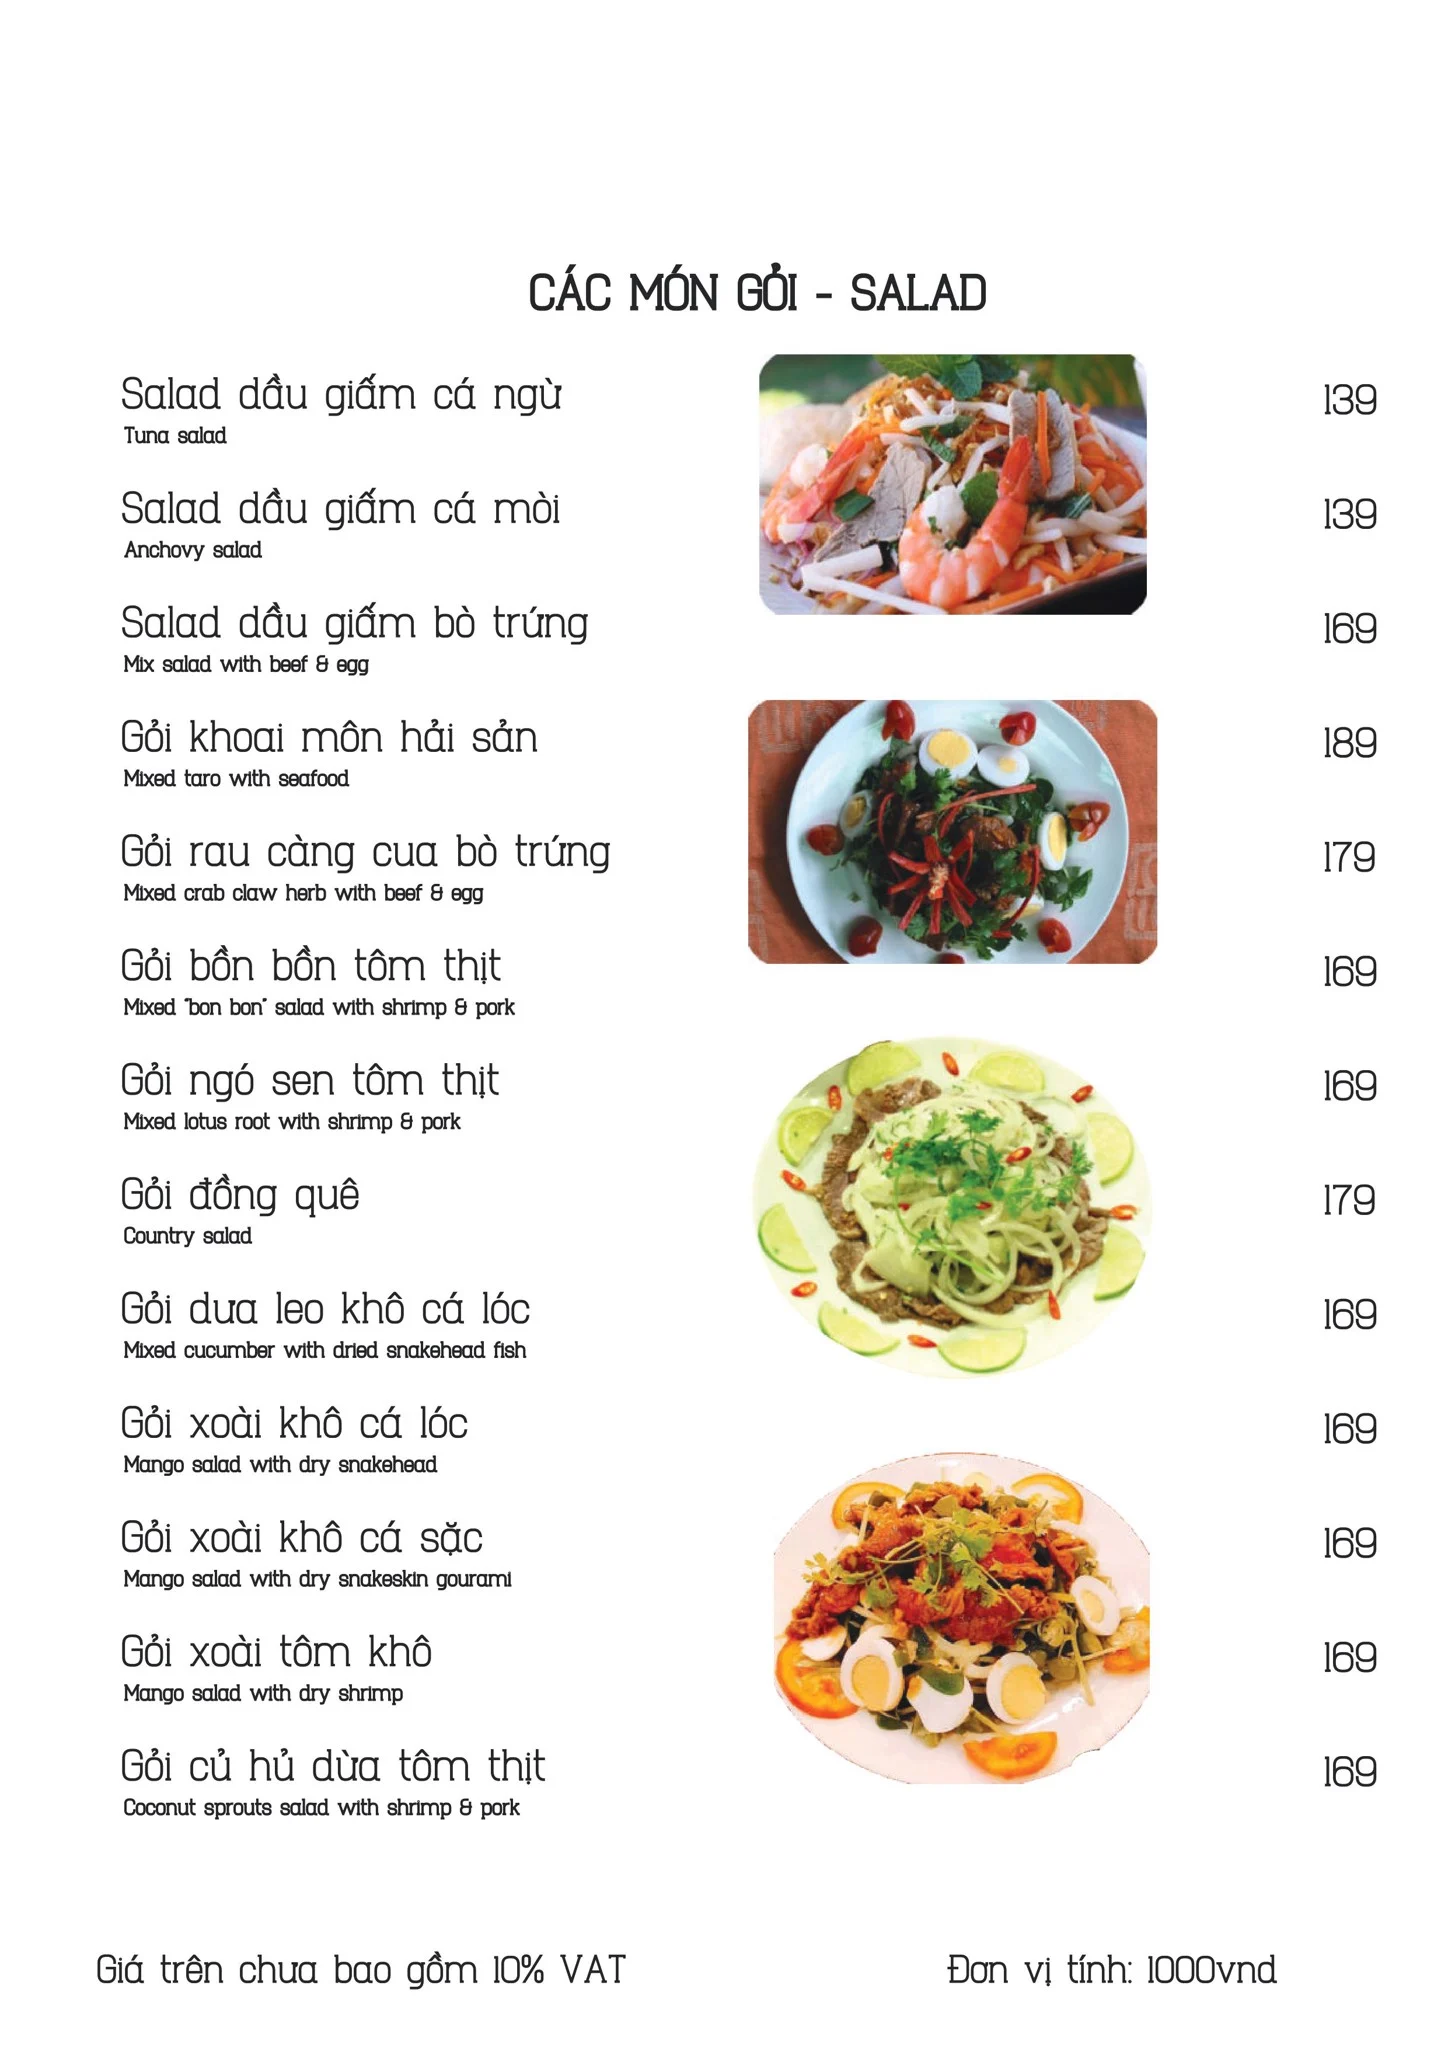 CÁC MÓN GỎI - SALAD
Salad dầu giấm cá ngừ 139
Tuna salad
Salad dầu giấm cá mòi 139
Anchovy salad
Salad dầu giấm bò trứng 169
Mix salad with beef & egg
Gỏi khoai môn hải sản 189
Mixed taro with seafood
Gỏi rau càng cua bò trứng 179
Mixed crab claw herb with beef & egg
Gỏi bồn bồn tôm thịt 169
Mixed "bon bon" salad with shrimp & pork
Gỏi ngó sen tôm thịt 169
Mixed lotus root with shrimp & pork
Gỏi đồng quê 179
Country salad
Gỏi dưa leo khô cá lóc 169
Mixed cucumber with dried snakehead fish
Gỏi xoài khô cá lóc 169
Mango salad with dry snakehead
Gỏi xoài khô cá sặc 169
Mango salad with dry snakeskin gourami
Gỏi xoài tôm khô 169
Mango salad with dry shrimp
Gỏi củ hủ dừa tôm thịt 169
Coconut sprouts salad with shrimp & pork
Giá trên chưa bao gồm 10% VAT Đơn vị tính: 1000vnd